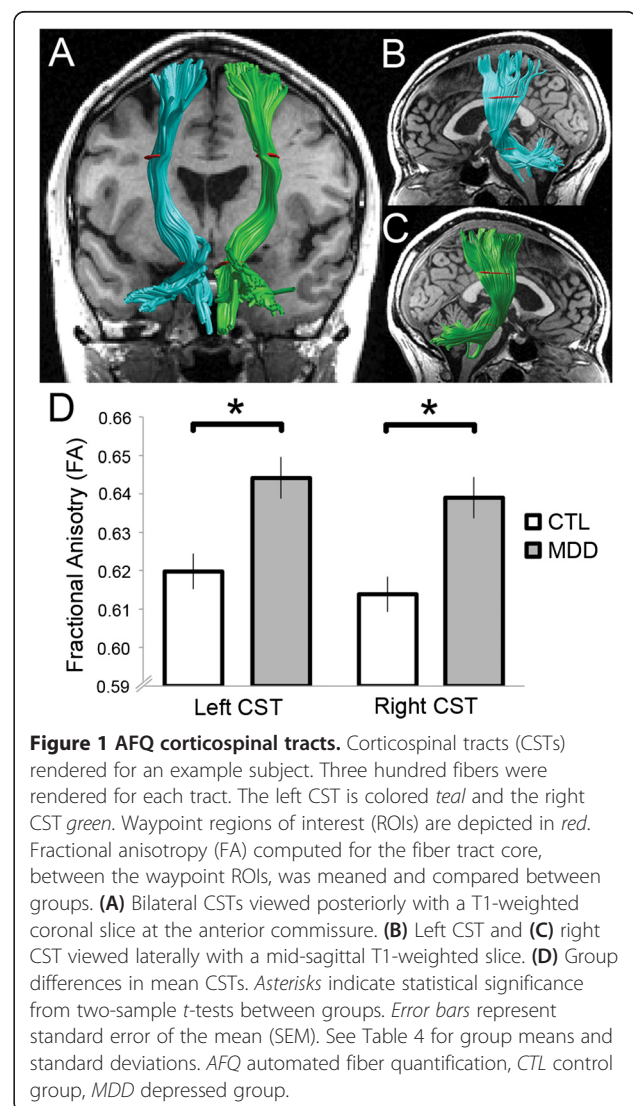 A
B
C
D
0.66
0.65
0.64
0.63
0.62
0.61
0.60
0.59
Fractional Anisotry (FA)
*
*
CTL
MDD
Left CST
Right CST
Figure 1 AFQ corticospinal tracts. Corticospinal tracts (CSTs)
rendered for an example subject. Three hundred fibers were
rendered for each tract. The left CST is colored teal and the right
CST green. Waypoint regions of interest (ROIs) are depicted in red.
Fractional anisotropy (FA) computed for the fiber tract core,
between the waypoint ROIs, was meaned and compared between
groups. (A) Bilateral CSTs viewed posteriorly with a T1-weighted
coronal slice at the anterior commissure. (B) Left CST and (C) right
CST viewed laterally with a mid-sagittal T1-weighted slice. (D) Group
differences in mean CSTs. Asterisks indicate statistical significance
from two-sample t-tests between groups. Error bars represent
standard error of the mean (SEM). See Table 4 for group means and
standard deviations. AFQ automated fiber quantification, CTL control
group, MDD depressed group.